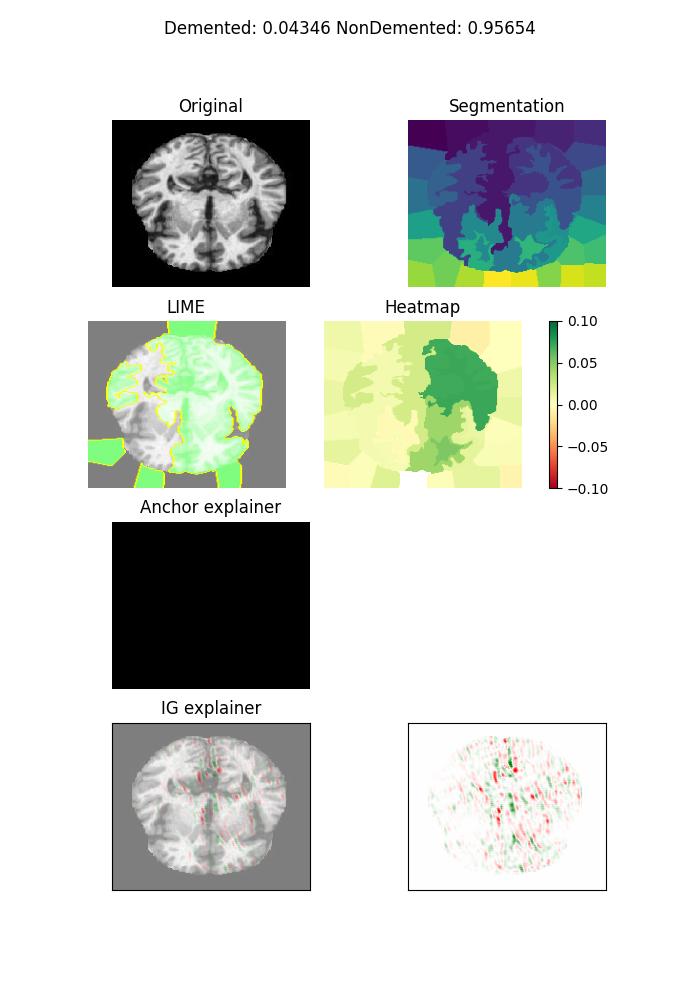 Demented: 0.04346 NonDemented: 0.95654
Original
Segmentation
LIME
Heatmap
0.10
0.05
0.00
−0.05
−0.10
Anchor explainer
IG explainer